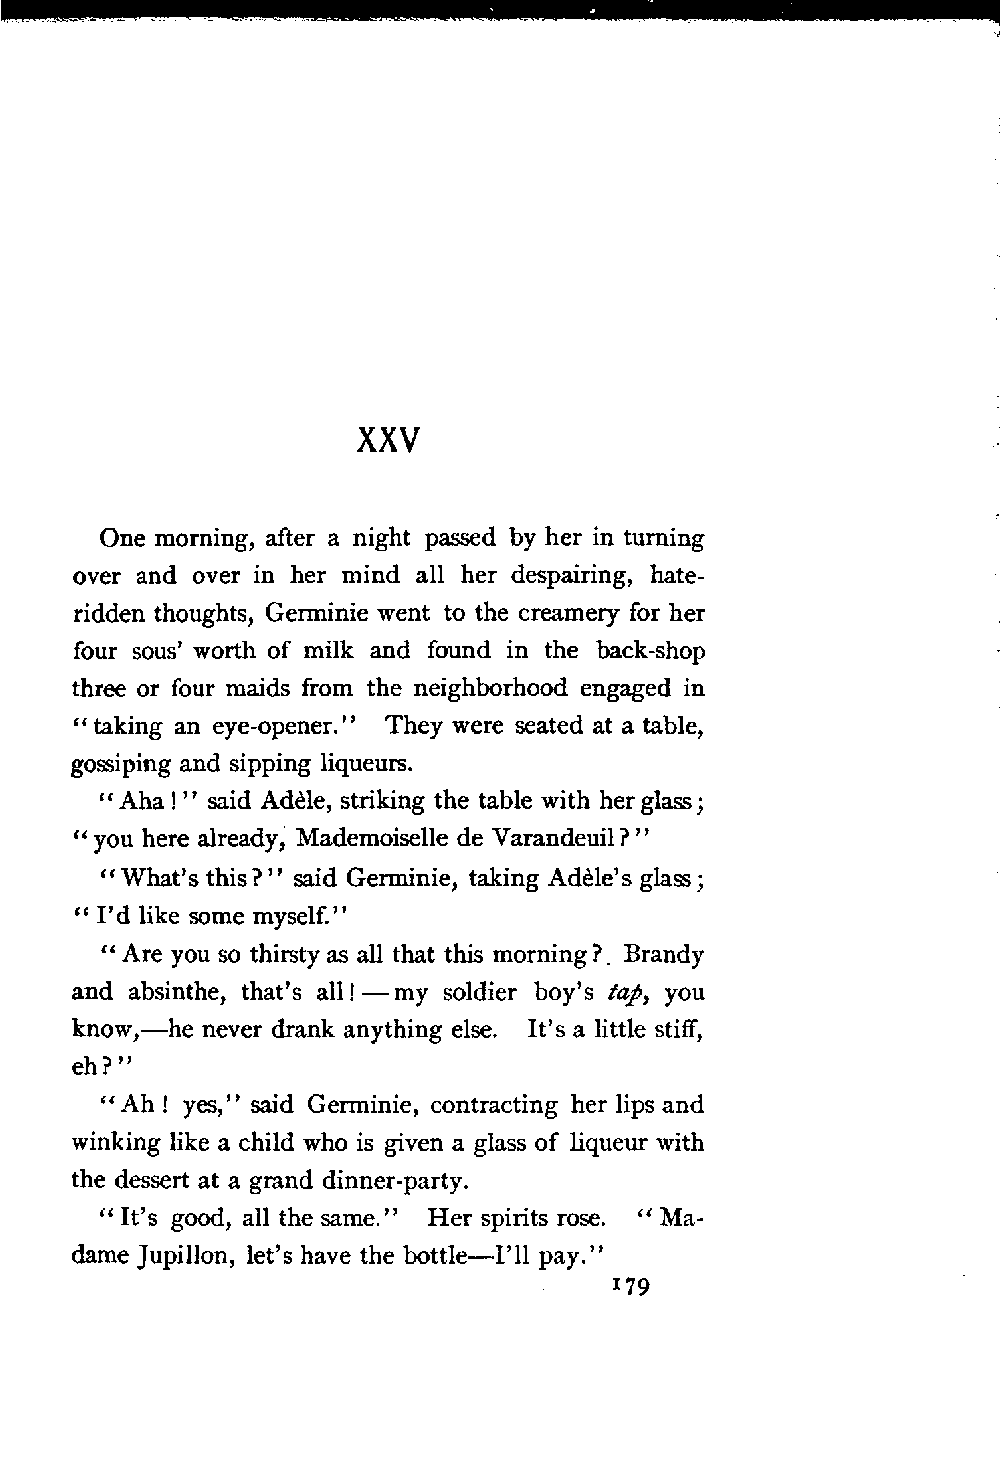 XXV
One morning, after a night passed by her in turning
over and over in her mind all her despairing, hate-
ridden thoughts, Germinie went to the creamery for her
four sous' worth of milk and found in the back-shop
three or four maids from the neighborhood engaged in
"taking an eye-opener." They were seated at a table,
gossiping and sipping liqueurs.
"Aha!" said Adèle, striking the table with her glass;
"you here already, Mademoiselle de Varandeuil?"
"What's this?" said Germinie, taking Adèle's glass;
"I'd like some myself."
"Are you so thirsty as all that this morning? Brandy
and absinthe, that's all!—my soldier boy's tap, you
know,—he never drank anything else. It's a little stiff,
eh?"
"Ah! yes," said Germinie, contracting her lips and
winking like a child who is given a glass of liqueur with
the dessert at a grand dinner-party.
"It's good, all the same." Her spirits rose. "Ma-
dame Jupillon, let's have the bottle—I'll pay."
179